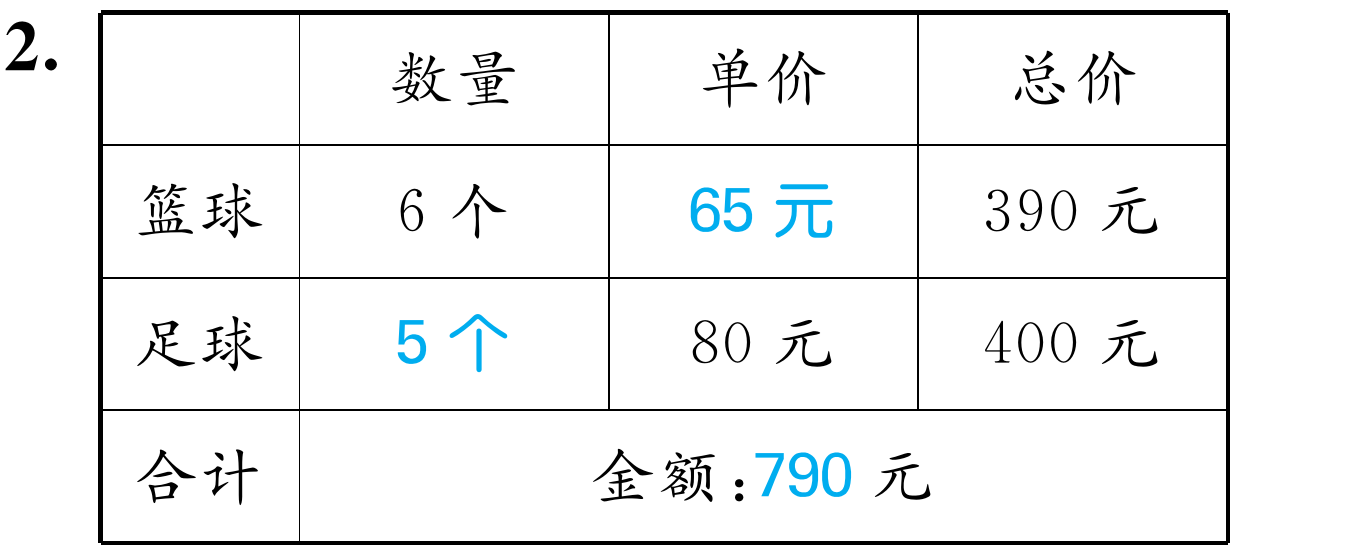 2.
数量 单价 总价
篮球 6 个 65 元 390 元
足球 5 个 80 元 400 元
合计 金额:790 元